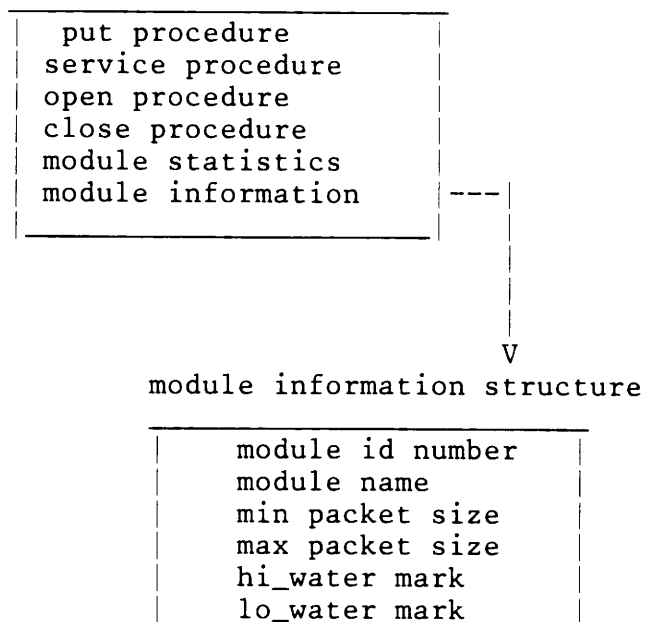 put procedure
service procedure
open procedure
close procedure
module statistics
module information
module information structure
module id number
module name
min packet size
max packet size
hi_water mark
lo_water mark